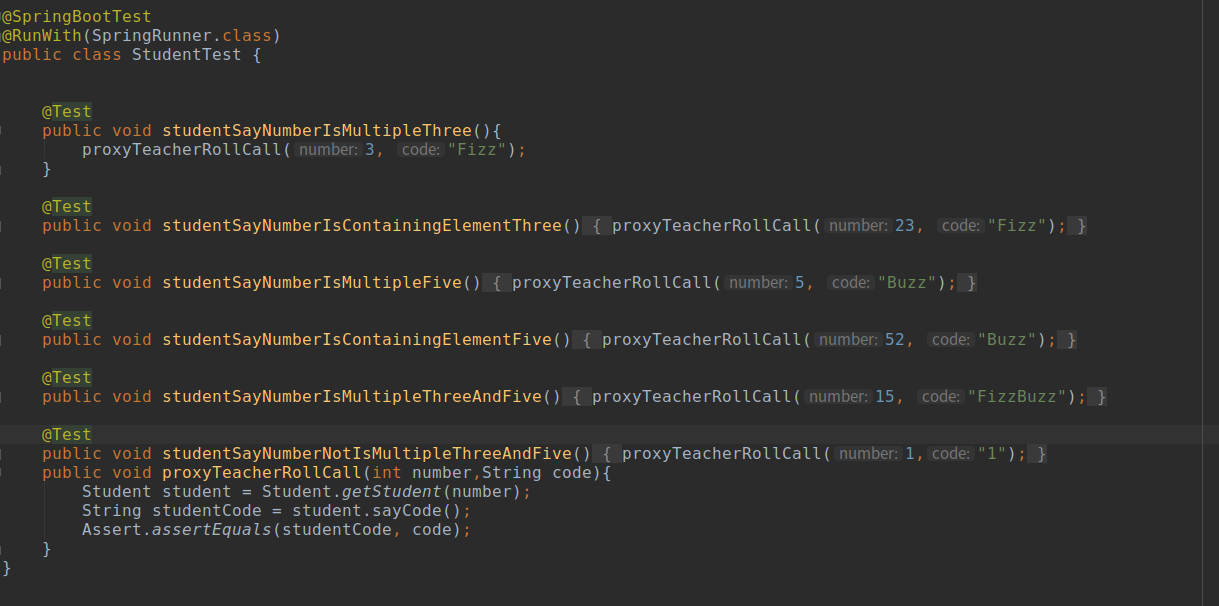 @SpringBootTest
@RunWith(SpringRunner.class)
public class StudentTest {
@Test
public void studentSayNumberIsMultipleThree(){
proxyTeacherRollCall( number: 3, code: "Fizz");
}
@Test
public void studentSayNumberIsContainingElementThree() { proxyTeacherRollCall( number: 23, code: "Fizz"); }
@Test
public void studentSayNumberIsMultipleFive() { proxyTeacherRollCall( number: 5, code: "Buzz"); }
@Test
public void studentSayNumberIsContainingElementFive() { proxyTeacherRollCall( number: 52, code: "Buzz"); }
@Test
public void studentSayNumberIsMultipleThreeAndFive() { proxyTeacherRollCall( number: 15, code: "FizzBuzz"); }
@Test
public void studentSayNumberNotIsMultipleThreeAndFive() { proxyTeacherRollCall( number: 1, code: "1"); }
public void proxyTeacherRollCall(int number,String code){
Student student = Student.getStudent(number);
String studentCode = student.sayCode();
Assert.assertEquals(studentCode, code);
}
}